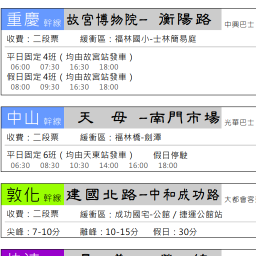 重慶幹線 故宮博物院－衡陽路 中興巴士
收費：二段票 緩衝區：福林國小-士林簡易庭
平日固定4班（均由故宮站發車）
06:00 07:30 16:30 18:00
假日固定4班（均由故宮站發車）
08:00 09:30 16:30 18:00
中山幹線 天母－南門市場 光華巴士
收費：二段票 緩衝區：福林橋-劍潭
平日固定6班（均由天東站發車） 假日停駛
06:30 08:30 10:30 14:00 16:00 18:00
敦化幹線 建國北路－中和成功路 大都會客
收費：二段票 緩衝區：成功國宅-公館 / 捷運公館站
尖峰：7-10分 離峰：10-15分 假日：30分